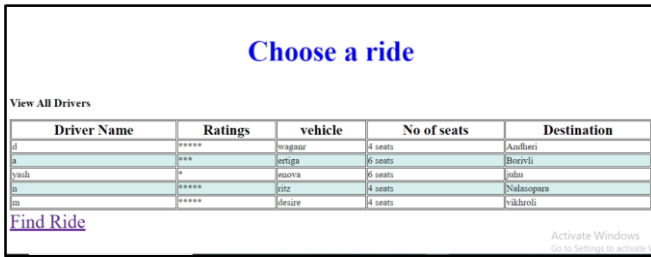 Choose a ride
View All Drivers
Driver Name Ratings vehicle No of seats Destination
d ***** waganr 4 seats Andheri
a *** ertiga 6 seats Borivli
yash * enova 6 seats juhu
n ***** ritz 4 seats Nalasopara
m ***** desire 4 seats vikhroli
Find Ride
Activate Windows
Go to Settings to activate